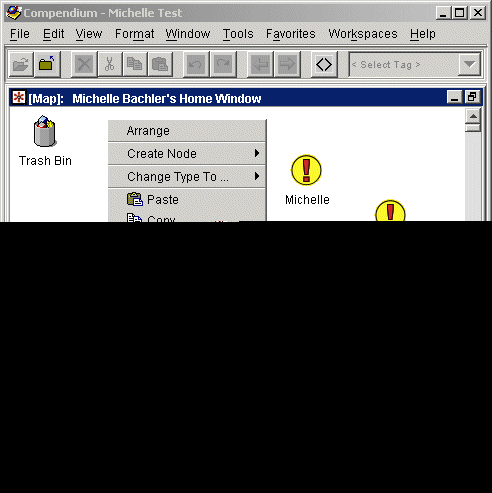 Compendium - Michelle Test
File Edit View Format Window Tools Favorites Workspaces Help
< Select Tag >
[Map]: Michelle Bachler's Home Window
Trash Bin
Arrange
Create Node
Change Type To ...
Paste
Copy
Michelle